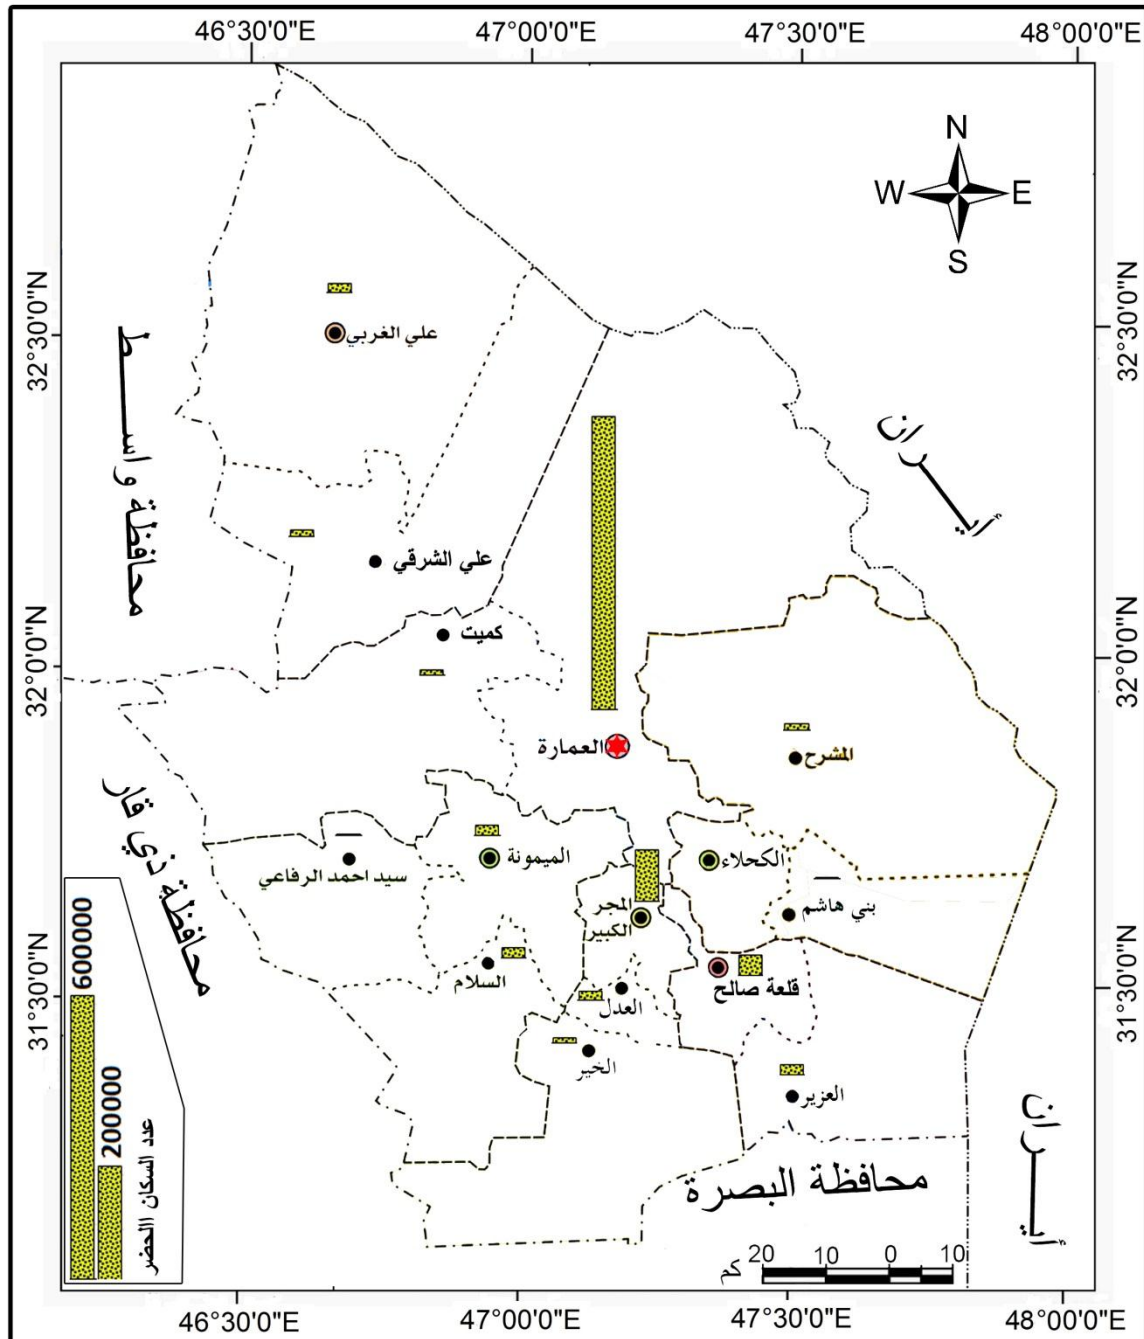 46°30'0"E
47°00'0"E
47°30'0"E
48°00'0"E
N
W
E
S
32°30'0"N
32°30'0"N
علي الغربي
محافظة واسط
أيران
علي الشرقي
كميت
32°0'0"N
32°0'0"N
العمارة
المشرح
محافظة ذي قار
الميمونة
الكحلاء
سيد احمد الرفاعي
المجر
الكبير
بني هاشم
السلام
قلعة صالح
31°30'0"N
31°30'0"N
العدل
الخير
العزير
600000
200000
عدد السكان االحضر
أيران
محافظة البصرة
20
10
0
10
كم
46°30'0"E
47°00'0"E
47°30'0"E
48°00'0"E